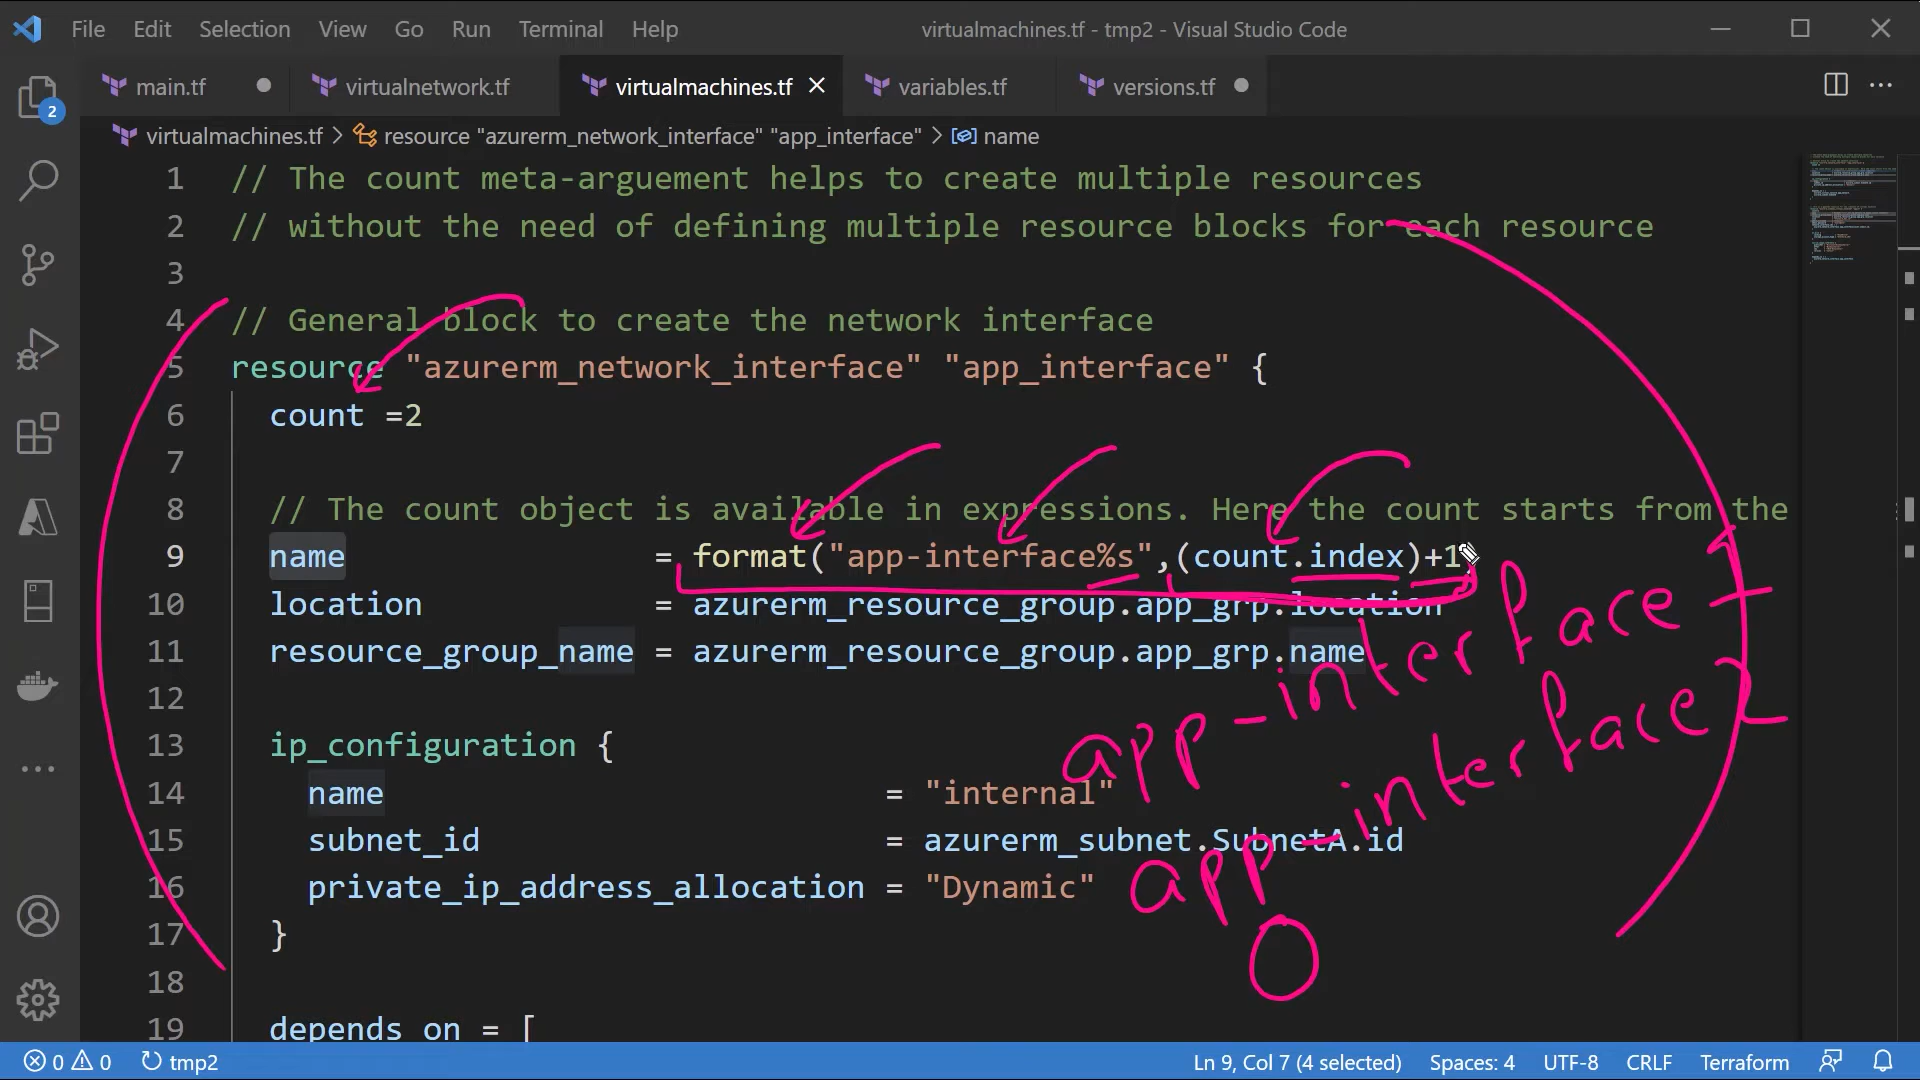 File Edit Selection View Go Run Terminal Help virtualmachines.tf - tmp2 - Visual Studio Code
main.tf virtualnetwork.tf virtualmachines.tf variables.tf versions.tf
2
virtualmachines.tf > resource "azurerm_network_interface" "app_interface" > name
1 // The count meta-arguement helps to create multiple resources
2 // without the need of defining multiple resource blocks for each resource
3
4 // General block to create the network interface
5 resource "azurerm_network_interface" "app_interface" {
6 count =2
7
8 // The count object is available in expressions. Here the count starts from the
9 name = format("app-interface%s",(count.index)+1)
10 location = azurerm_resource_group.app_grp.location
11 resource_group_name = azurerm_resource_group.app_grp.name
12
13 ip_configuration {
14 name = "internal"
15 subnet_id = azurerm_subnet.SubnetA.id
16 private_ip_address_allocation = "Dynamic"
17 }
18
19 depends_on = [
app-interface1
app-interface2
0
0 0 tmp2 Ln 9, Col 7 (4 selected) Spaces: 4 UTF-8 CRLF Terraform